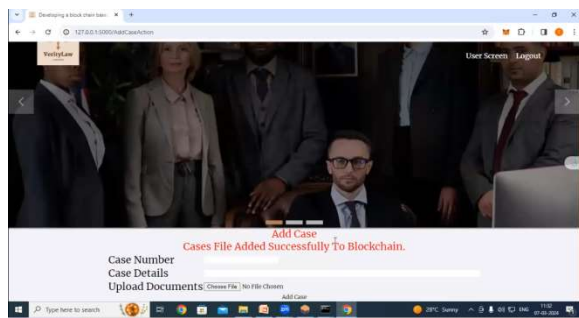 Developing a block chain base
127.0.0.1:5000/AddCaseAction
VerityLaw
User Screen Logout
Add Case
Cases File Added Successfully To Blockchain.
Case Number
Case Details
Upload Documents Choose File No File Chosen
Add Case
Type here to search
28°C Sunny
ENG
11:02
07-03-2024